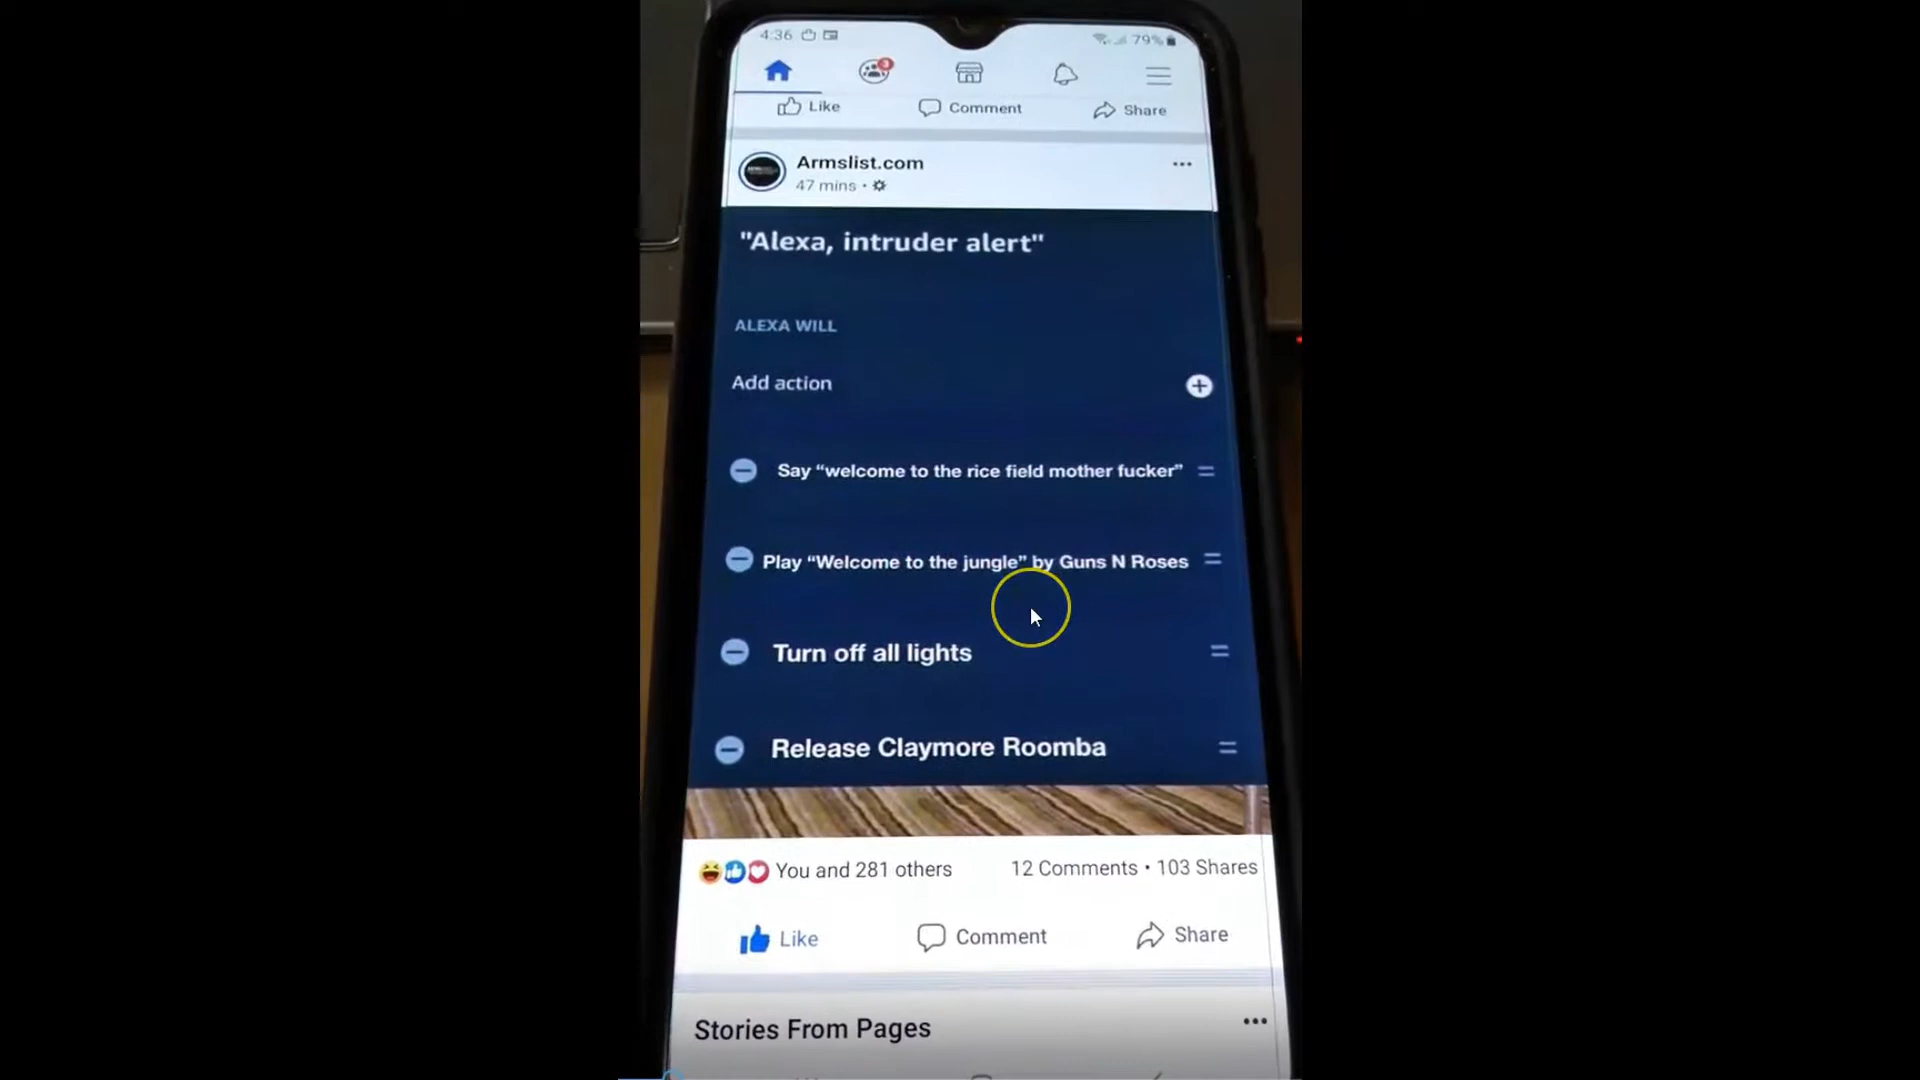 4:36 79%
3
Like Comment Share
Armslist.com
47 mins •
"Alexa, intruder alert"
ALEXA WILL
Add action
Say “welcome to the rice field mother fucker”
Play “Welcome to the jungle” by Guns N Roses
Turn off all lights
Release Claymore Roomba
You and 281 others 12 Comments • 103 Shares
Like Comment Share
Stories From Pages